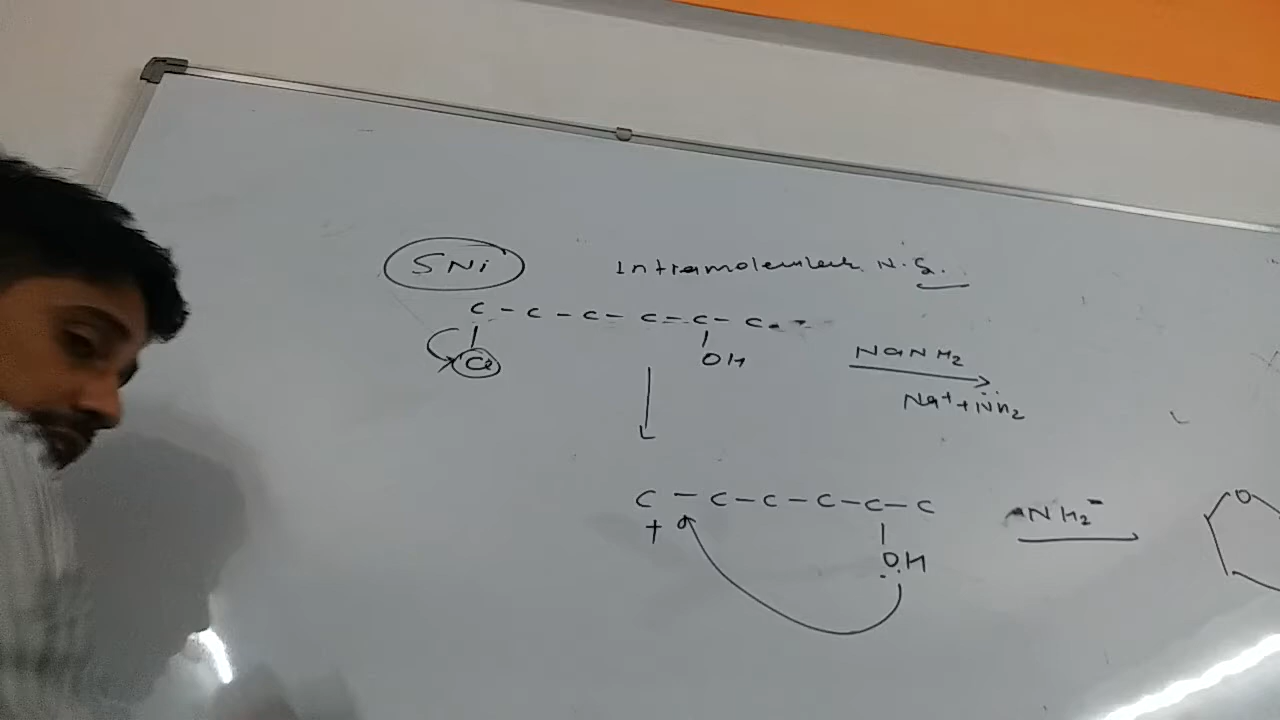 SNi Intramolecular N.S.
C - C - C - C - C - C
Cl OH NaNH2
Na+ + NH2
C - C - C - C - C - C NH2- O
+ OH